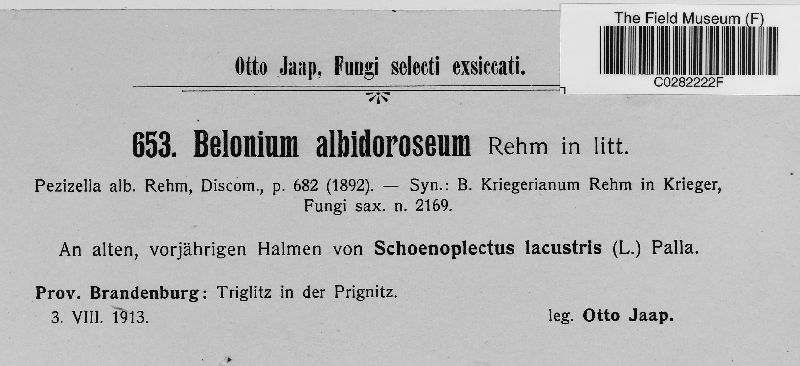 The Field Museum (F)
C0282222F
Otto Jaap, Fungi selecti exsiccati.
653. Belonium albidoroseum Rehm in litt.
Pezizella alb. Rehm, Discom., p. 682 (1892). — Syn.: B. Kriegerianum Rehm in Krieger,
Fungi sax. n. 2169.
An alten, vorjährigen Halmen von Schoenoplectus lacustris (L.) Palla.
Prov. Brandenburg: Triglitz in der Prignitz.
3. VIII. 1913.
leg. Otto Jaap.